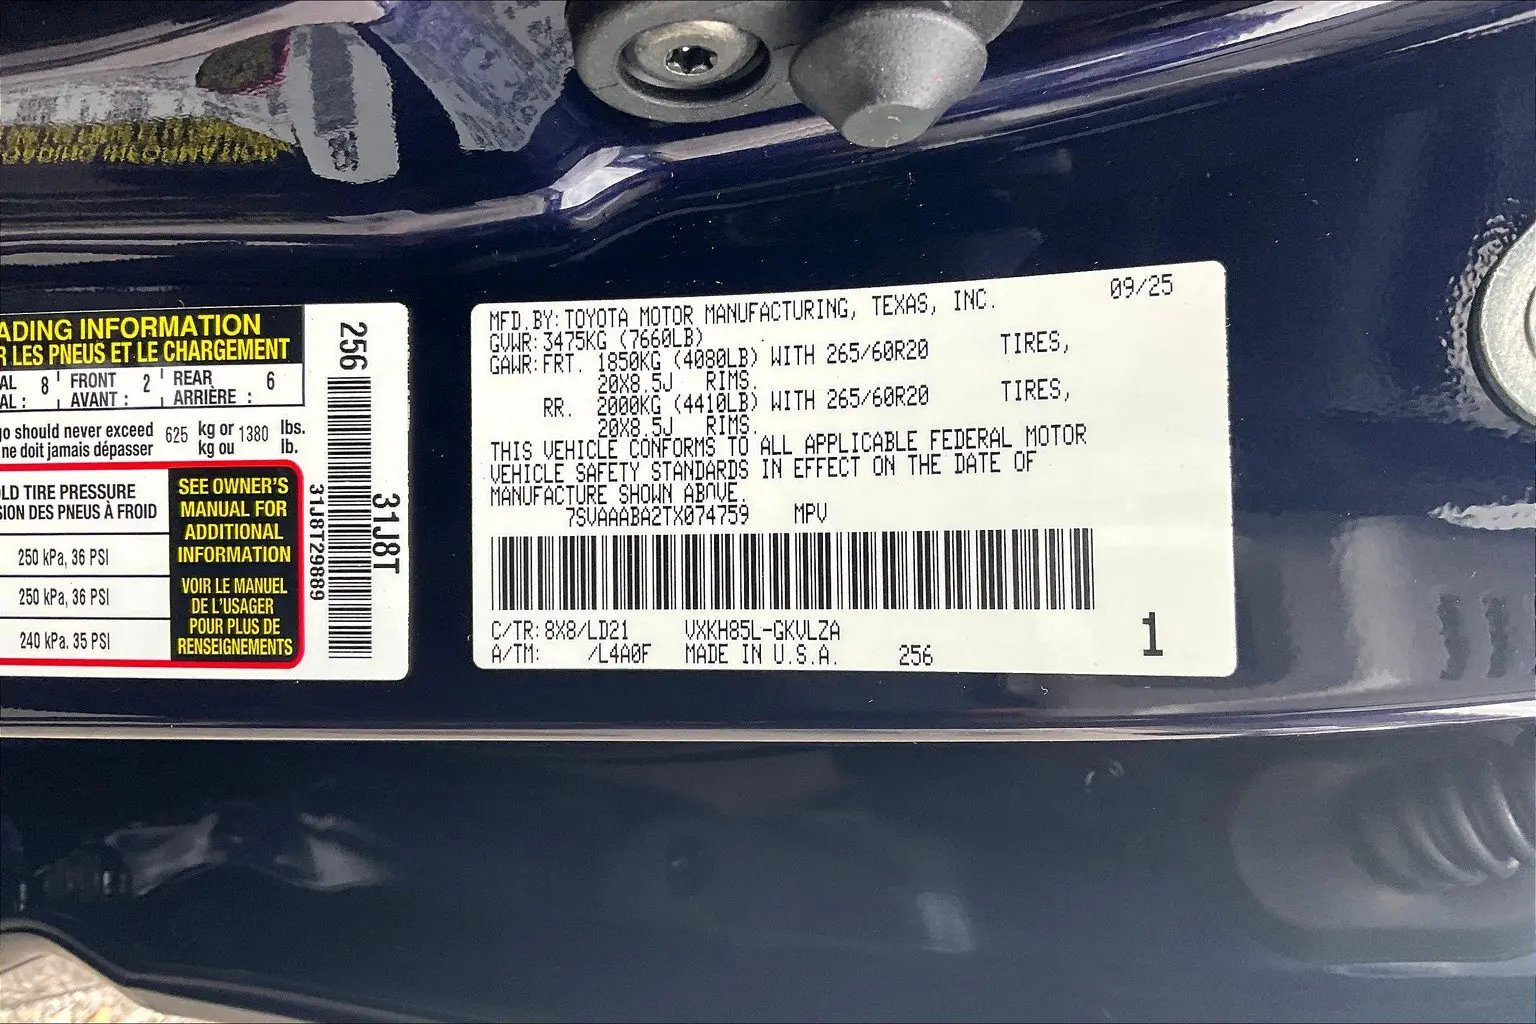 ADING INFORMATION
R LES PNEUS ET LE CHARGEMENT
AL 8 FRONT 2 REAR 6
AL : AVANT : ARRIÈRE :
go should never exceed 625 kg or 1380 lbs.
ne doit jamais dépasser kg ou lb.
LD TIRE PRESSURE
SION DES PNEUS À FROID
250 kPa, 36 PSI
250 kPa, 36 PSI
240 kPa. 35 PSI
SEE OWNER'S
MANUAL FOR
ADDITIONAL
INFORMATION
VOIR LE MANUEL
DE L'USAGER
POUR PLUS DE
RENSEIGNEMENTS
256
31J8T
31J8T29889
MFD.BY:TOYOTA MOTOR MANUFACTURING, TEXAS, INC. 09/25
GVWR:3475KG (7660LB)
GAWR:FRT. 1850KG (4080LB) WITH 265/60R20 TIRES,
20X8.5J RIMS.
RR. 2000KG (4410LB) WITH 265/60R20 TIRES,
20X8.5J RIMS.
THIS VEHICLE CONFORMS TO ALL APPLICABLE FEDERAL MOTOR
VEHICLE SAFETY STANDARDS IN EFFECT ON THE DATE OF
MANUFACTURE SHOWN ABOVE.
7SVAAABA2TX074759 MPV
C/TR:8X8/LD21 VXKH85L-GKVLZA
A/TM: /L4A0F MADE IN U.S.A. 256
1